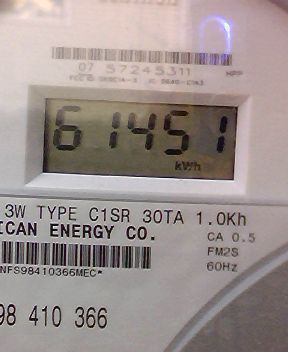 07 57245311 MPP
61451
kWh
3W TYPE C1SR 30TA 1.0Kh
ICAN ENERGY CO.
CA 0.5
FM2S
60Hz
NFS98410366MEC*
98 410 366